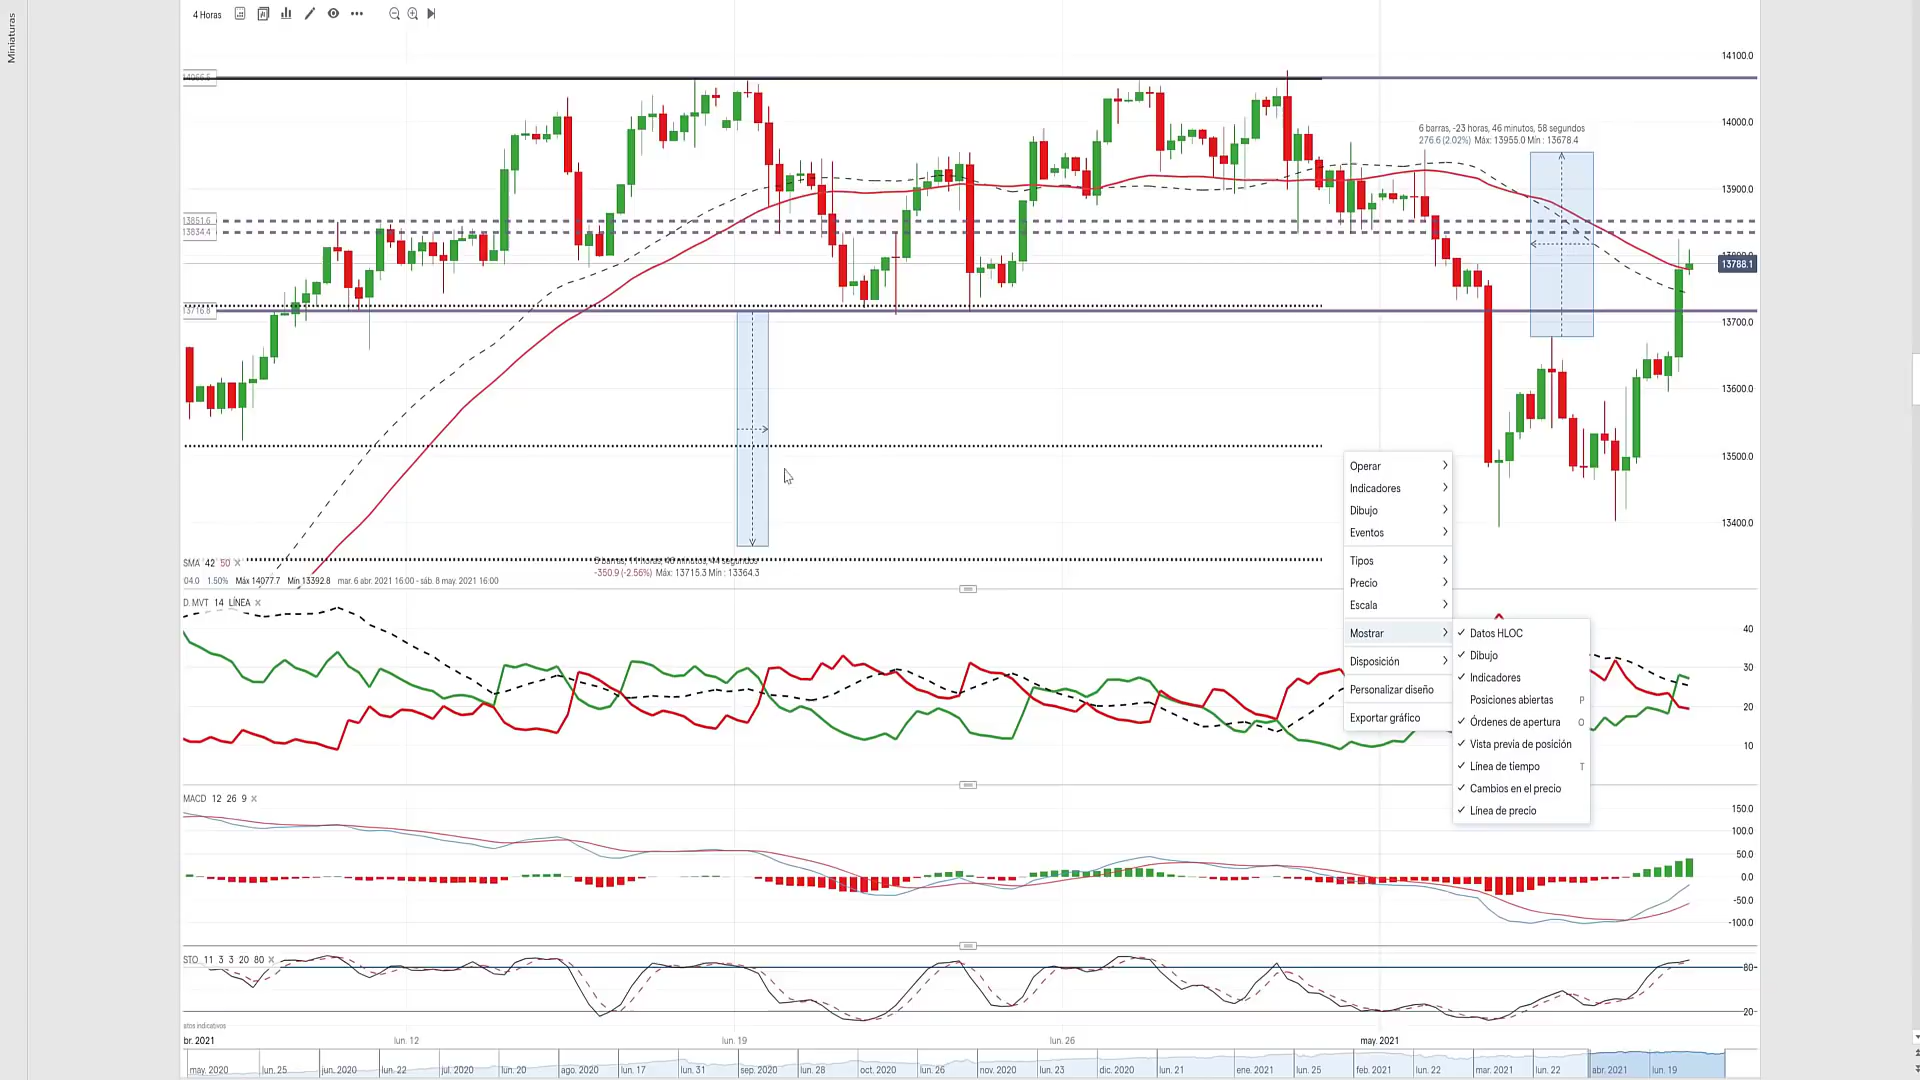 Miniaturas
4 Horas
14100.0
14000.0
6 barras, -23 horas, 46 minutos, 58 segundos
276.6 (2.02%) Máx: 13955.0 Mín : 13678.4
13900.0
13851.6
13834.4
13788.1
13716.8
13700.0
13600.0
13500.0
13400.0
SMA 42 50 X
-350.9 (-2.56%) Máx: 13715.3 Mín : 13364.3
04.0 1.50% Máx 14077.7 Mín 13392.8 mar. 6 abr. 2021 16:00 - sáb. 8 may. 2021 16:00
Operar
Indicadores
Dibujo
Eventos
Tipos
Precio
Escala
Mostrar
Disposición
Personalizar diseño
Exportar gráfico
✓ Datos HLOC
✓ Dibujo
✓ Indicadores
Posiciones abiertas P
✓ Órdenes de apertura O
✓ Vista previa de posición
✓ Línea de tiempo T
✓ Cambios en el precio
✓ Línea de precio
D.MVT 14 LÍNEA X
40
30
20
10
MACD 12 26 9 X
150.0
100.0
50.0
0.0
-50.0
-100.0
STO 11 3 3 20 80 X
80
20
atos indicativos
br. 2021 lun. 12 lun. 19 lun. 26 may. 2021
may. 2020 lun. 25 jun. 2020 lun. 22 jul. 2020 lun. 20 ago. 2020 lun. 17 lun. 31 sep. 2020 lun. 28 oct. 2020 lun. 26 nov. 2020 lun. 23 dic. 2020 lun. 21 ene. 2021 lun. 25 feb. 2021 lun. 22 mar. 2021 lun. 22 abr. 2021 lun. 19